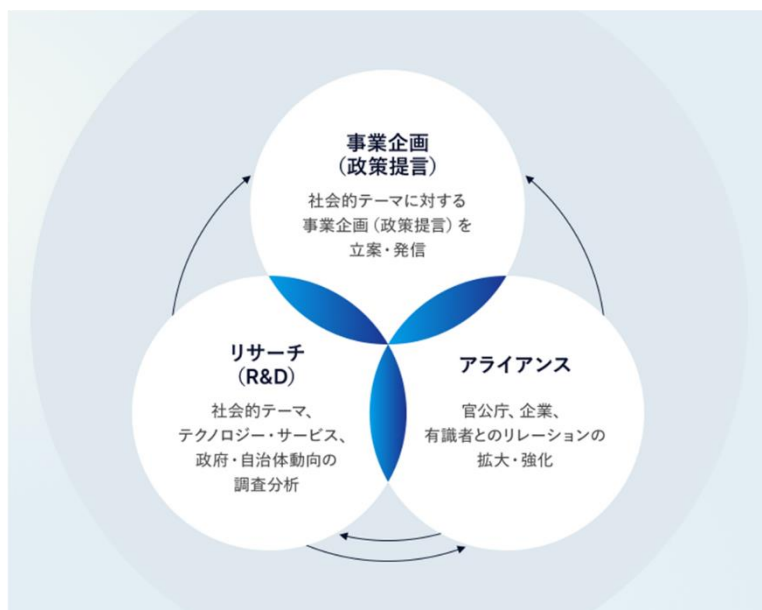 事業企画
(政策提言)
社会的テーマに対する
事業企画(政策提言)を
立案・発信
リサーチ
(R&D)
社会的テーマ、
テクノロジー・サービス、
政府・自治体動向の
調査分析
アライアンス
官公庁、企業、
有識者とのリレーションの
拡大・強化